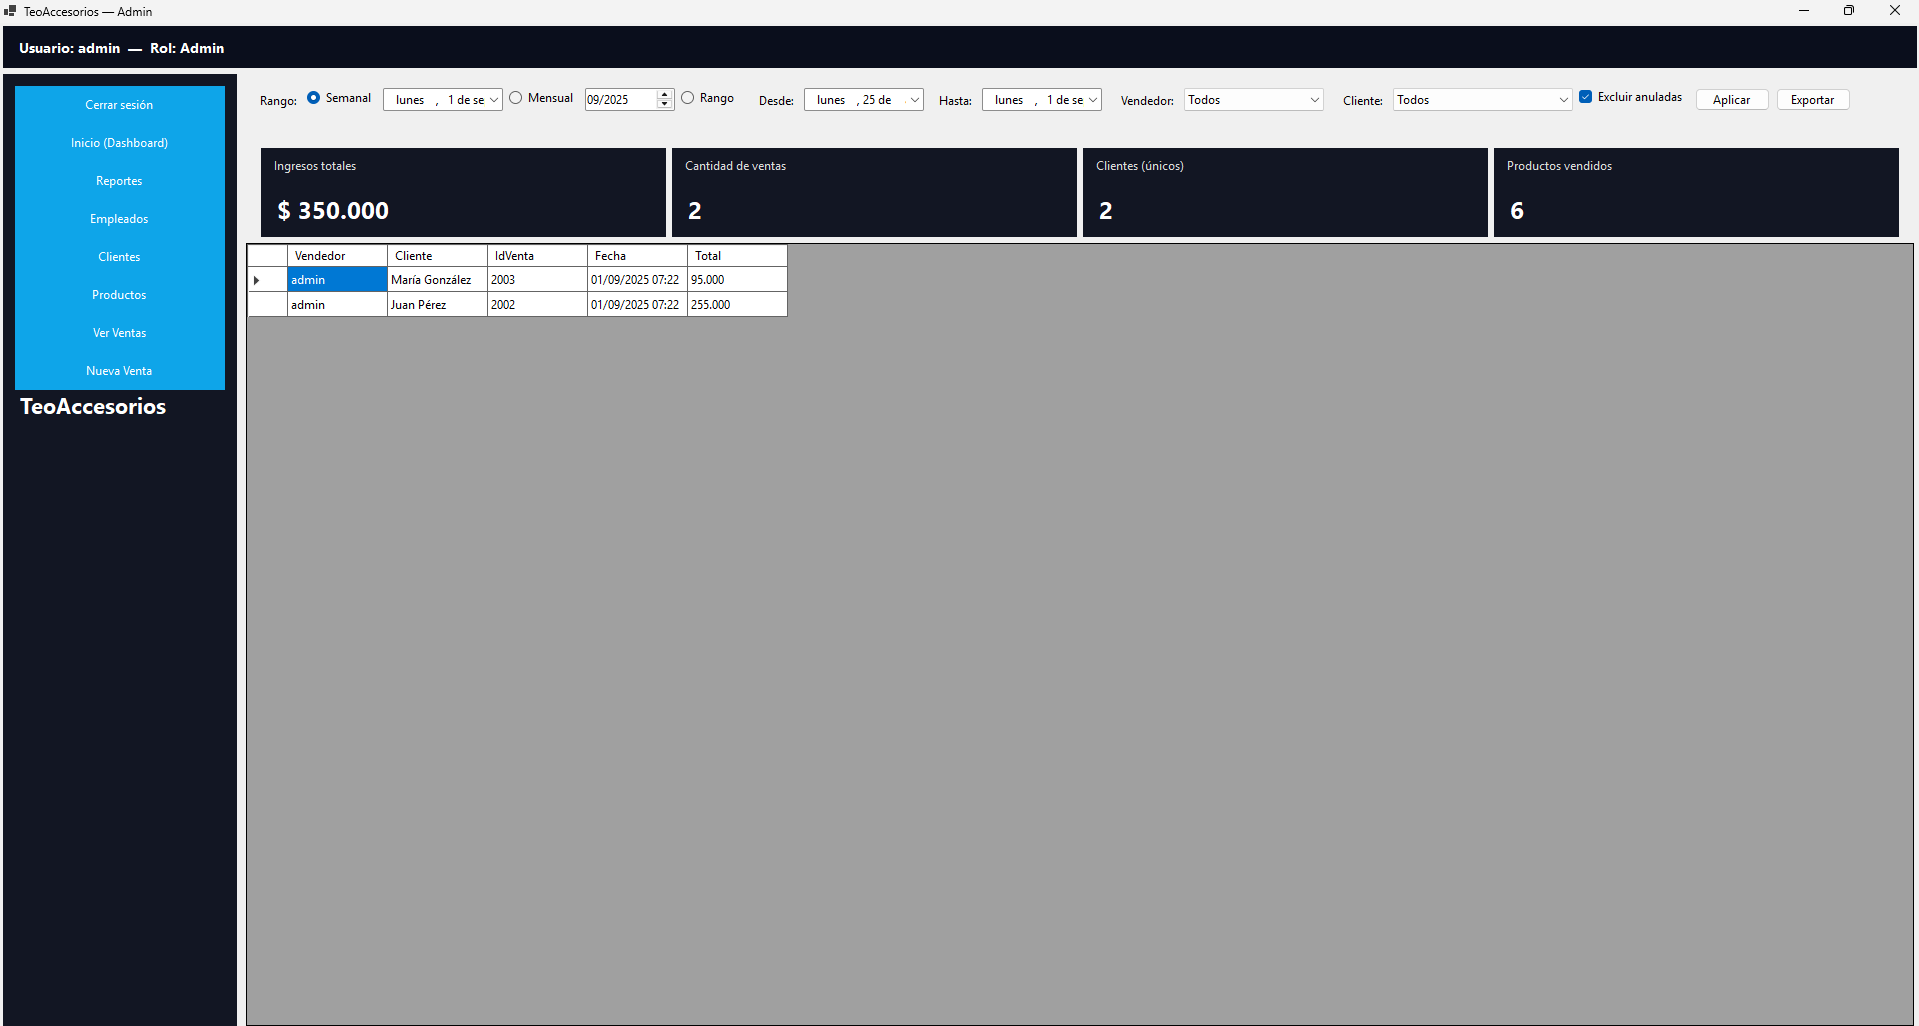 TeoAccesorios — Admin
Usuario: admin — Rol: Admin
Cerrar sesión
Inicio (Dashboard)
Reportes
Empleados
Clientes
Productos
Ver Ventas
Nueva Venta
TeoAccesorios
Rango: Semanal lunes , 1 de se Mensual 09/2025 Rango Desde: lunes , 25 de Hasta: lunes , 1 de se Vendedor: Todos Cliente: Todos Excluir anuladas Aplicar Exportar
Ingresos totales
$ 350.000
Cantidad de ventas
2
Clientes (únicos)
2
Productos vendidos
6
Vendedor Cliente IdVenta Fecha Total
admin María González 2003 01/09/2025 07:22 95.000
admin Juan Pérez 2002 01/09/2025 07:22 255.000